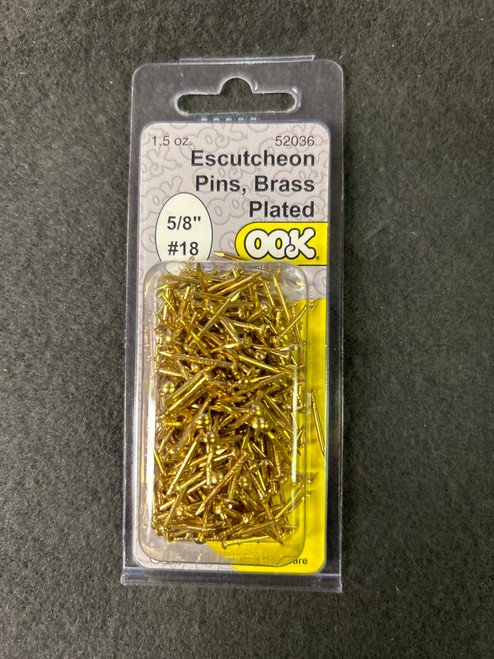 1.5 oz. 52036
Escutcheon
Pins, Brass
Plated
5/8"
#18
OOK